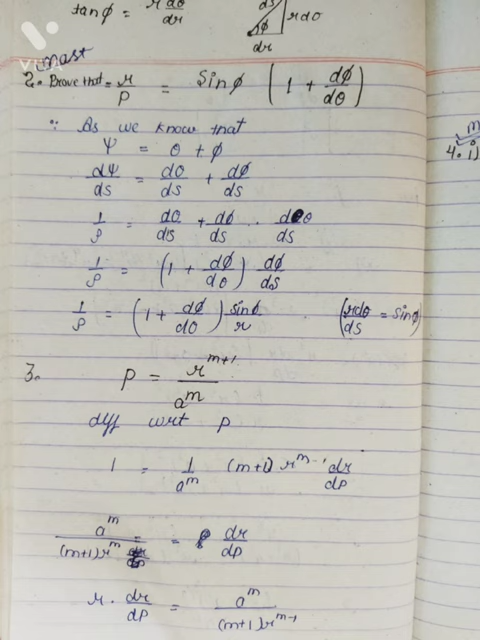 tanφ = r dθ/dr
ds
φ
rdθ
dr
mast
2. Prove that = r/ρ = Sinφ (1 + dφ/dθ)
∵ As we know that
ψ = θ + φ
dψ/ds = dθ/ds + dφ/ds
1/ρ = dθ/ds + dφ/ds . dθ/ds
1/ρ = (1 + dφ/dθ) dφ/ds
1/ρ = (1 + dφ/dθ) sinφ/r (rdθ/ds = sinφ)
3. P = r^{m+1}/a^m
diff wrt p
1 = 1/a^m (m+1) r^{m-1} dr/dp
a^m/(m+1)r^m = dr/dp
r . dr/dp = a^m/(m+1)r^{m-1}
4. i)